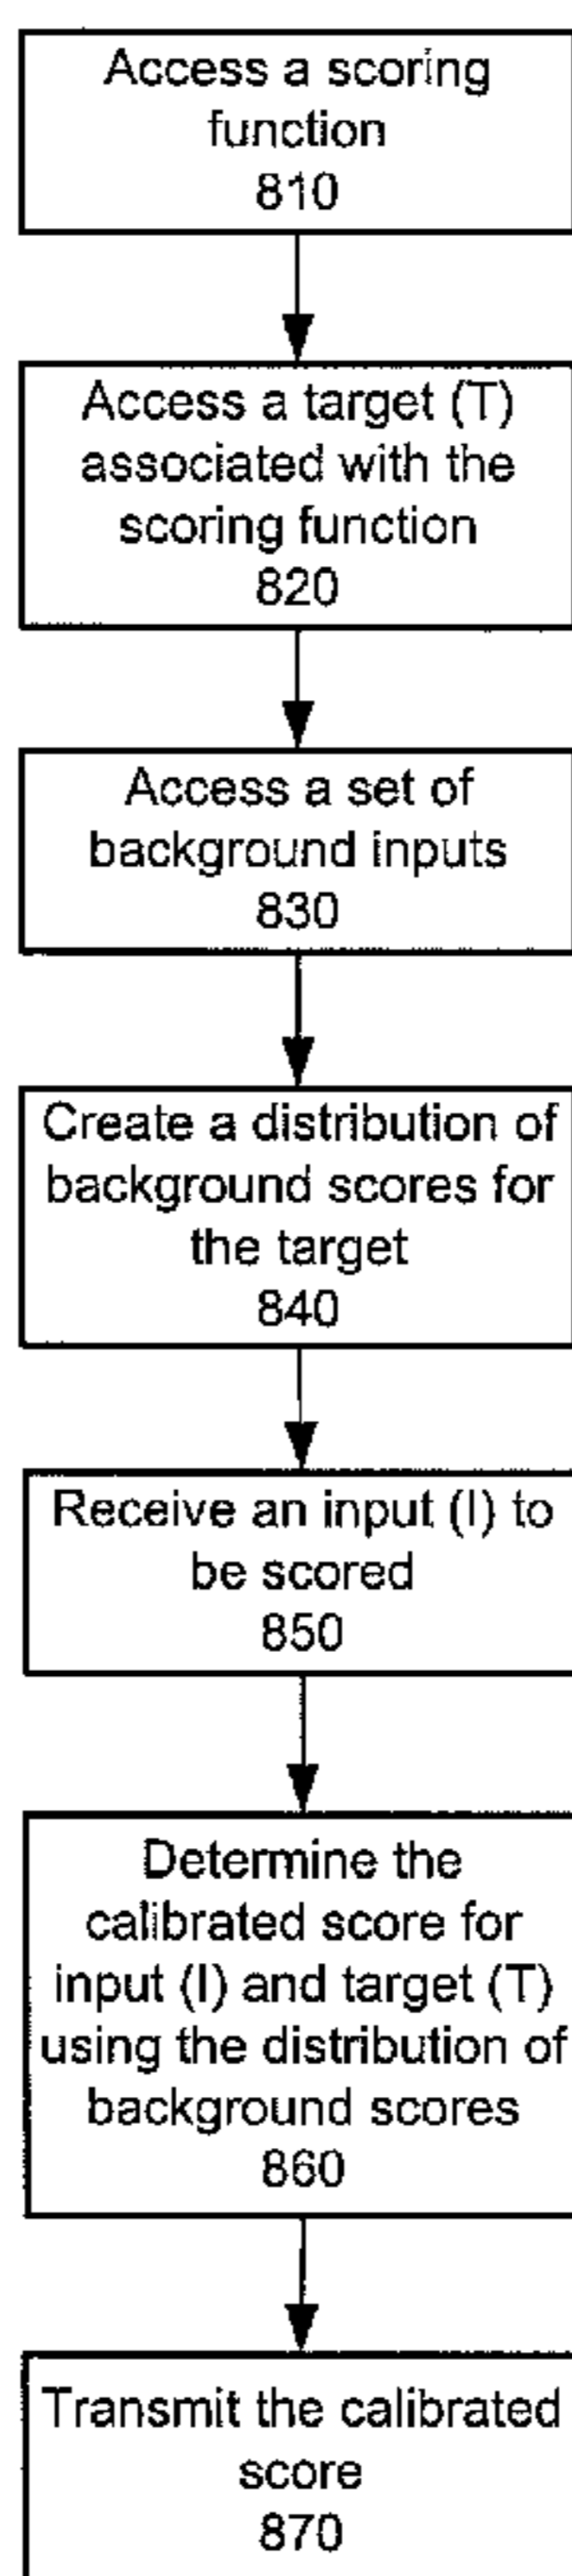 Access a scoring
function
810
Access a target (T)
associated with the
scoring function
820
Access a set of
background inputs
830
Create a distribution of
background scores for
the target
840
Receive an input (I) to
be scored
850
Determine the
calibrated score for
input (I) and target (T)
using the distribution of
background scores
860
Transmit the calibrated
score
870